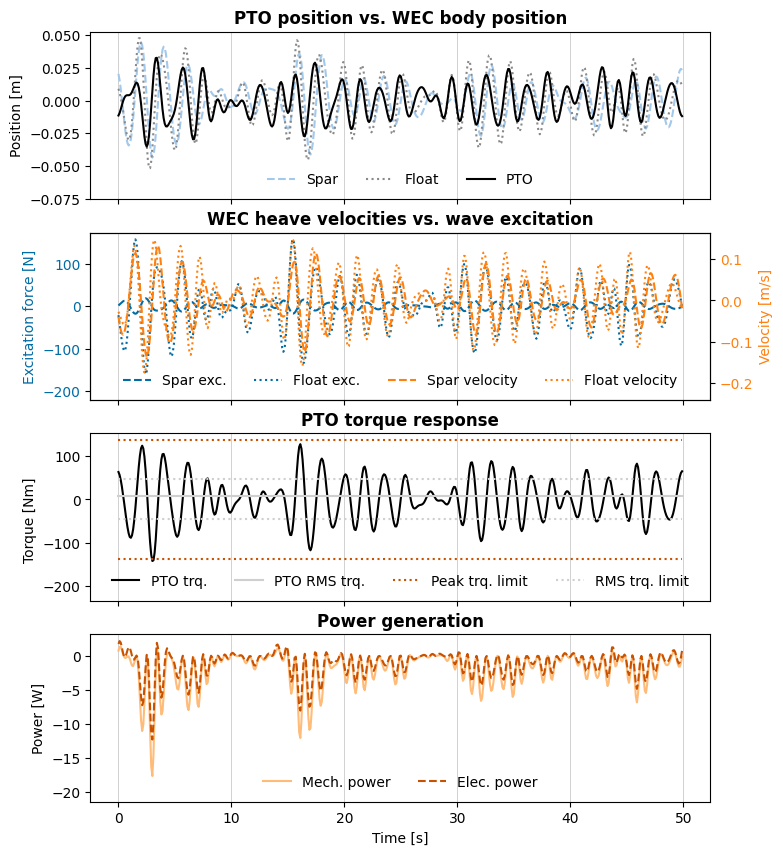 PTO position vs. WEC body position
0.050
0.025
0.000
−0.025
−0.050
−0.075
Position [m]
Spar Float PTO
WEC heave velocities vs. wave excitation
100
0
−100
−200
Excitation force [N]
0.1
0.0
−0.1
−0.2
Velocity [m/s]
Spar exc. Float exc. Spar velocity Float velocity
PTO torque response
100
0
−100
−200
Torque [Nm]
PTO trq. PTO RMS trq. Peak trq. limit RMS trq. limit
Power generation
0
−5
−10
−15
−20
Power [W]
Mech. power Elec. power
0 10 20 30 40 50
Time [s]